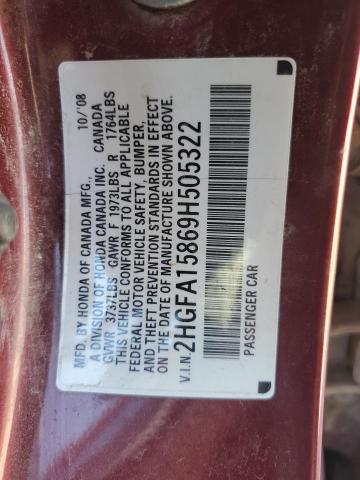 MFD. BY HONDA OF CANADA MFG., 10/'08
A DIVISION OF HONDA CANADA INC. CANADA
GVWR 3737LBS GAWR F 1973LBS R 1764LBS
THIS VEHICLE CONFORMS TO ALL APPLICABLE
FEDERAL MOTOR VEHICLE SAFETY, BUMPER,
AND THEFT PREVENTION STANDARDS IN EFFECT
ON THE DATE OF MANUFACTURE SHOWN ABOVE.
V.I.N. 2HGFA15869H505322
PASSENGER CAR